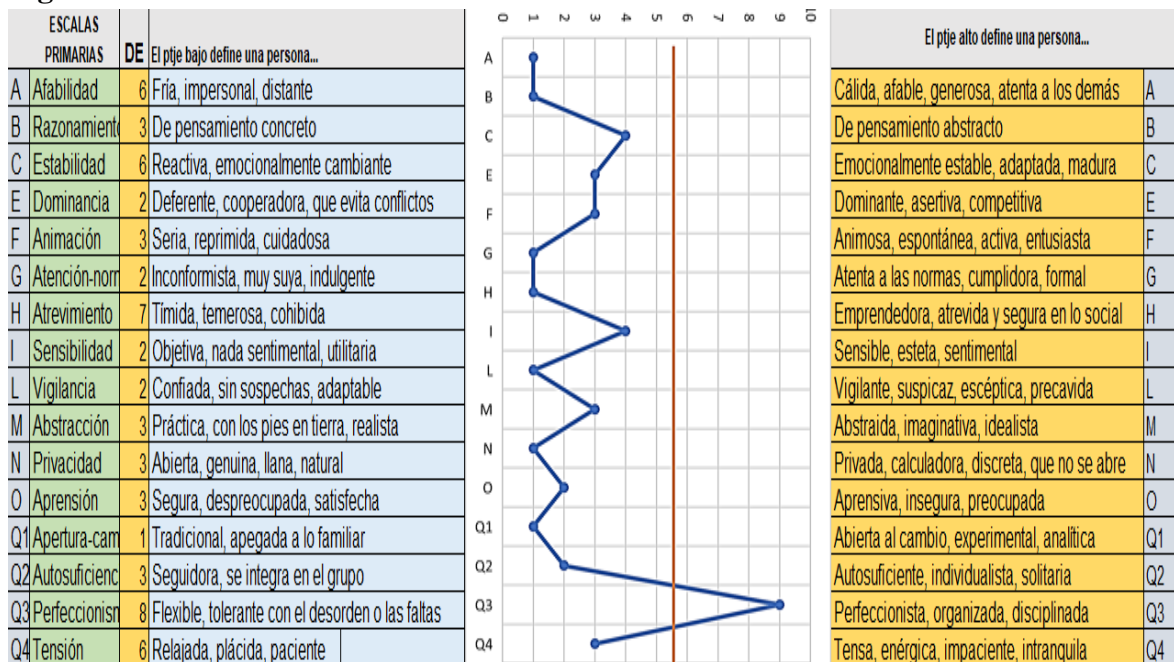 ESCALAS
PRIMARIAS DE El ptje bajo define una persona...
0 1 2 3 4 5 6 7 8 9 10
El ptje alto define una persona...
A Afabilidad 6 Fría, impersonal, distante A Cálida, afable, generosa, atenta a los demás A
B Razonamiento 3 De pensamiento concreto B De pensamiento abstracto B
C Estabilidad 6 Reactiva, emocionalmente cambiante C Emocionalmente estable, adaptada, madura C
E Dominancia 2 Deferente, cooperadora, que evita conflictos E Dominante, asertiva, competitiva E
F Animación 3 Seria, reprimida, cuidadosa F Animosa, espontánea, activa, entusiasta F
G Atención-norm 2 Inconformista, muy suya, indulgente G Atenta a las normas, cumplidora, formal G
H Atrevimiento 7 Tímida, temerosa, cohibida H Emprendedora, atrevida y segura en lo social H
I Sensibilidad 2 Objetiva, nada sentimental, utilitaria I Sensible, esteta, sentimental I
L Vigilancia 2 Confiada, sin sospechas, adaptable L Vigilante, suspicaz, escéptica, precavida L
M Abstracción 3 Práctica, con los pies en tierra, realista M Abstraida, imaginativa, idealista M
N Privacidad 3 Abierta, genuina, llana, natural N Privada, calculadora, discreta, que no se abre N
O Aprensión 3 Segura, despreocupada, satisfecha O Aprensiva, insegura, preocupada O
Q1 Apertura-cam 1 Tradicional, apegada a lo familiar Q1 Abierta al cambio, experimental, analítica Q1
Q2 Autosuficienc 3 Seguidora, se integra en el grupo Q2 Autosuficiente, individualista, solitaria Q2
Q3 Perfeccionism 8 Flexible, tolerante con el desorden o las faltas Q3 Perfeccionista, organizada, disciplinada Q3
Q4 Tensión 6 Relajada, plácida, paciente Q4 Tensa, enérgica, impaciente, intranquila Q4